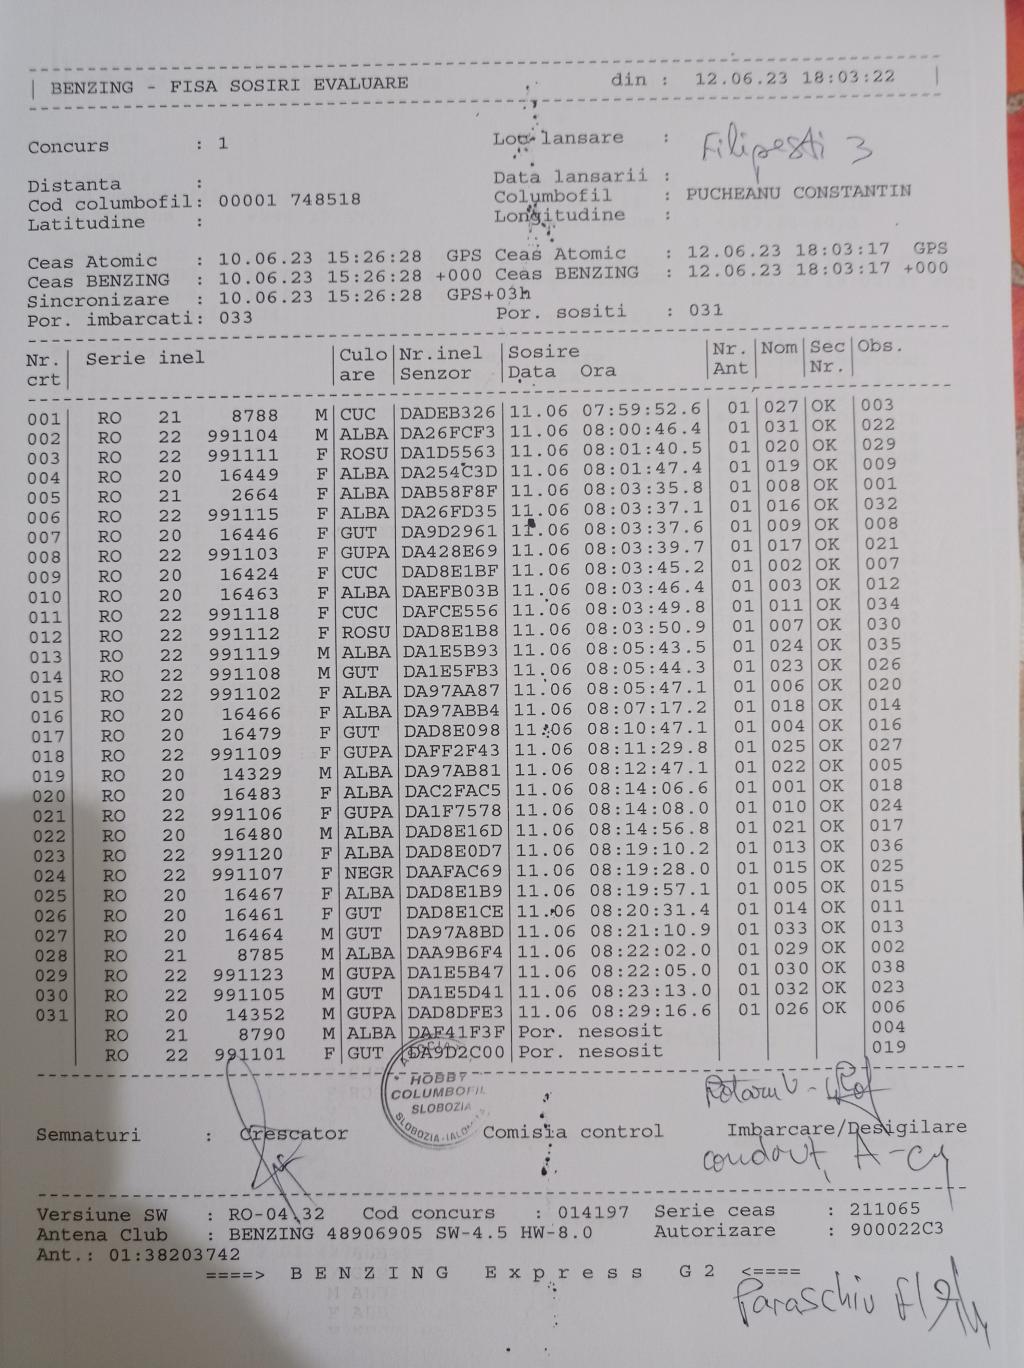 BENZING - FISA SOSIRI EVALUARE din : 12.06.23 18:03:22
Concurs : 1 Loc lansare : Filipesti 3
Distanta : Data lansarii :
Cod columbofil: 00001 748518 Columbofil : PUCHEANU CONSTANTIN
Latitudine : Longitudine :
Ceas Atomic : 10.06.23 15:26:28 GPS Ceas Atomic : 12.06.23 18:03:17 GPS
Ceas BENZING : 10.06.23 15:26:28 +000 Ceas BENZING : 12.06.23 18:03:17 +000
Sincronizare : 10.06.23 15:26:28 GPS+03h
Por. imbarcati: 033 Por. sositi : 031
Nr. Serie inel Culo Nr.inel Sosire Nr. Nom Sec Obs.
crt are Senzor Data Ora Ant Nr.
001 RO 21 8788 M CUC DADEB326 11.06 07:59:52.6 01 027 OK 003
002 RO 22 991104 M ALBA DA26FCF3 11.06 08:00:46.4 01 031 OK 022
003 RO 22 991111 F ROSU DA1D5563 11.06 08:01:40.5 01 020 OK 029
004 RO 20 16449 F ALBA DA254C3D 11.06 08:01:47.4 01 019 OK 009
005 RO 21 2664 F ALBA DAB58F8F 11.06 08:03:35.8 01 008 OK 001
006 RO 22 991115 F ALBA DA26FD35 11.06 08:03:37.1 01 016 OK 032
007 RO 20 16446 F GUT DA9D2961 11.06 08:03:37.6 01 009 OK 008
008 RO 22 991103 F GUPA DA428E69 11.06 08:03:39.7 01 017 OK 021
009 RO 20 16424 F CUC DAD8E1BF 11.06 08:03:45.2 01 002 OK 007
010 RO 20 16463 F ALBA DAEFB03B 11.06 08:03:46.4 01 003 OK 012
011 RO 22 991118 F CUC DAFCE556 11.06 08:03:49.8 01 011 OK 034
012 RO 22 991112 F ROSU DAD8E1B8 11.06 08:03:50.9 01 007 OK 030
013 RO 22 991119 M ALBA DA1E5B93 11.06 08:05:43.5 01 024 OK 035
014 RO 22 991108 M GUT DA1E5FB3 11.06 08:05:44.3 01 023 OK 026
015 RO 22 991102 F ALBA DA97AA87 11.06 08:05:47.1 01 006 OK 020
016 RO 20 16466 F ALBA DA97ABB4 11.06 08:07:17.2 01 018 OK 014
017 RO 20 16479 F GUT DAD8E098 11.06 08:10:47.1 01 004 OK 016
018 RO 22 991109 F GUPA DAFF2F43 11.06 08:11:29.8 01 025 OK 027
019 RO 20 14329 M ALBA DA97AB81 11.06 08:12:47.1 01 022 OK 005
020 RO 20 16483 F ALBA DAC2FAC5 11.06 08:14:06.6 01 001 OK 018
021 RO 22 991106 F GUPA DA1F7578 11.06 08:14:08.0 01 010 OK 024
022 RO 20 16480 M ALBA DAD8E16D 11.06 08:14:56.8 01 021 OK 017
023 RO 22 991120 F ALBA DAD8E0D7 11.06 08:19:10.2 01 013 OK 036
024 RO 22 991107 F NEGR DAAFAC69 11.06 08:19:28.0 01 015 OK 025
025 RO 20 16467 F ALBA DAD8E1B9 11.06 08:19:57.1 01 005 OK 015
026 RO 20 16461 F GUT DAD8E1CE 11.06 08:20:31.4 01 014 OK 011
027 RO 20 16464 M GUT DA97A8BD 11.06 08:21:10.9 01 033 OK 013
028 RO 21 8785 M ALBA DAA9B6F4 11.06 08:22:02.0 01 029 OK 002
029 RO 22 991123 M GUPA DA1E5B47 11.06 08:22:05.0 01 030 OK 038
030 RO 22 991105 M GUT DA1E5D41 11.06 08:23:13.0 01 032 OK 023
031 RO 20 14352 M GUPA DAD8DFE3 11.06 08:29:16.6 01 026 OK 006
RO 21 8790 M ALBA DAF41F3F Por. nesosit 004
RO 22 991101 F GUT DA9D2C00 Por. nesosit 019
HOBBY
COLUMBOFIL
SLOBOZIA
Semnaturi : Crescator Comisia control Imbarcare/Desigilare
Versiune SW : RO-04.32 Cod concurs : 014197 Serie ceas : 211065
Antena Club : BENZING 48906905 SW-4.5 HW-8.0 Autorizare : 900022C3
Ant.: 01:38203742
====> BENZING Express G2 <====
Paraschiv